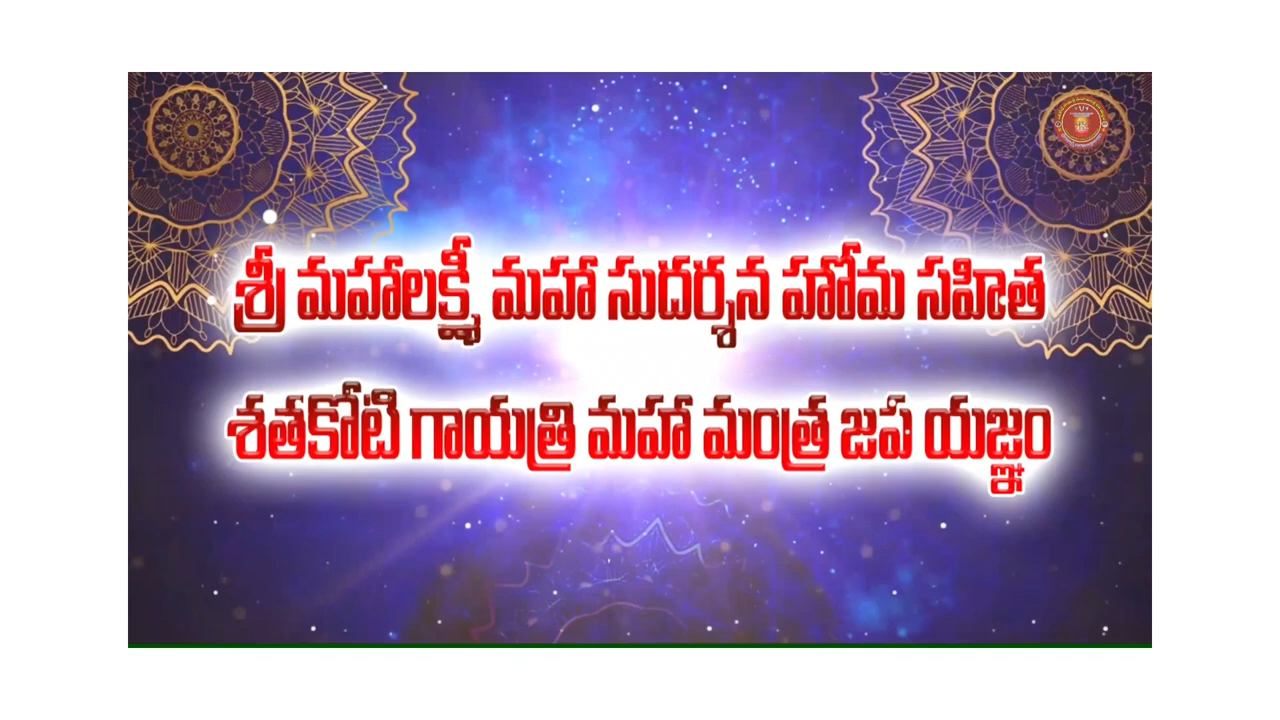 శ్రీ మహాలక్ష్మీ మహా సుదర్శన హోమ సహిత
శతకోటి గాయత్రి మహా మంత్ర జప యజ్ఞం